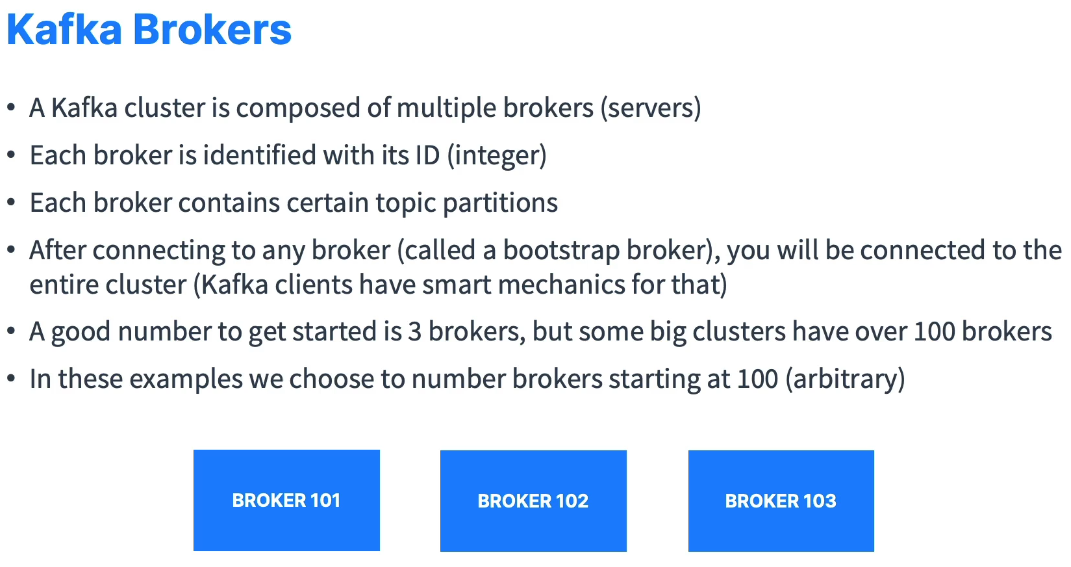 Kafka Brokers
• A Kafka cluster is composed of multiple brokers (servers)
• Each broker is identified with its ID (integer)
• Each broker contains certain topic partitions
• After connecting to any broker (called a bootstrap broker), you will be connected to the
entire cluster (Kafka clients have smart mechanics for that)
• A good number to get started is 3 brokers, but some big clusters have over 100 brokers
• In these examples we choose to number brokers starting at 100 (arbitrary)
BROKER 101
BROKER 102
BROKER 103